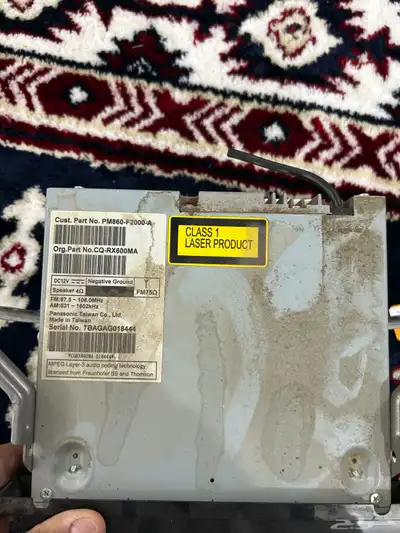 Cust. Part No. PM860-F2000-A
Org.Part No.CQ-RX600MA
DC12V Negative Ground
Speaker 4Ω FM75Ω
FM:87.5 - 108.0MHz
AM:531 - 1602kHz
Panasonic Taiwan Co., Ltd.
Made in Taiwan
Serial No. 7BAGAG018444
MPEG Layer-3 audio coding technology
licensed from Fraunhofer IIS and Thomson
CLASS 1
LASER PRODUCT